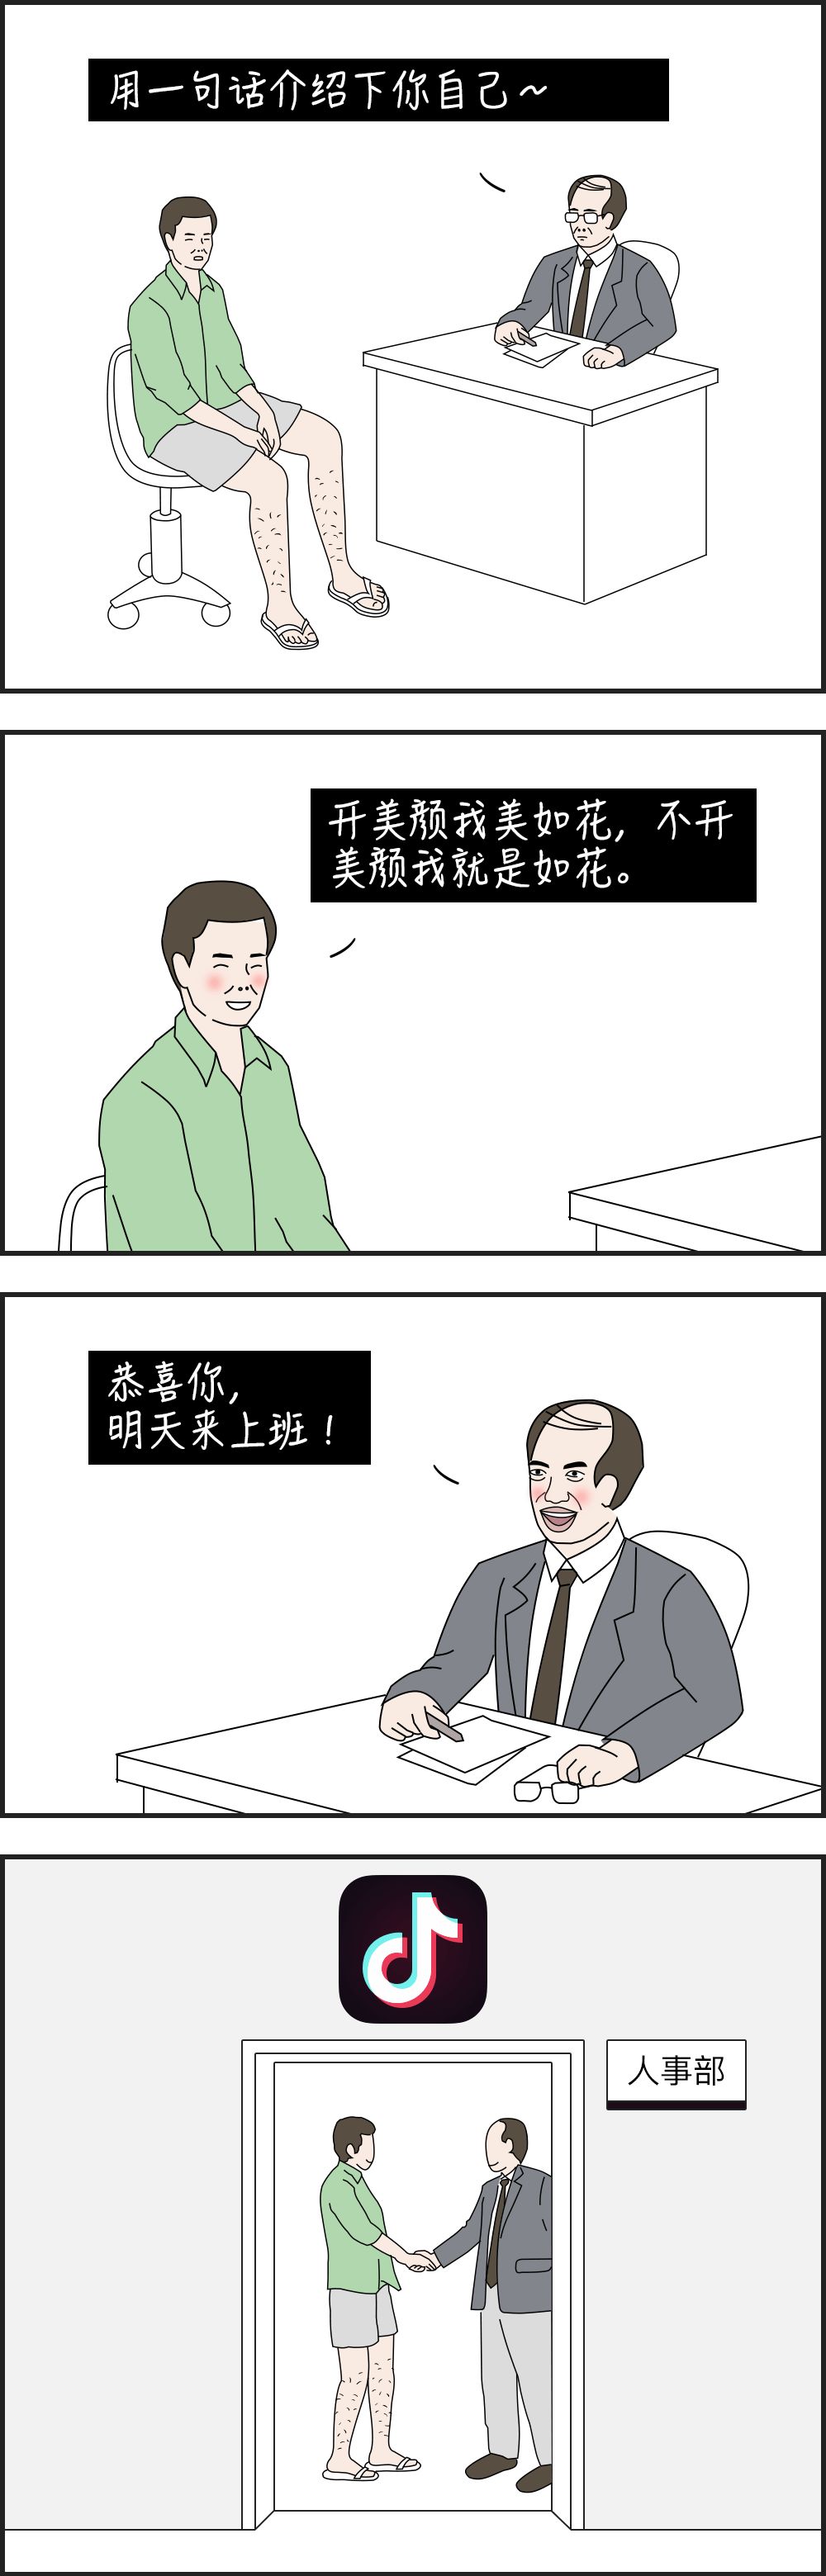 用一句话介绍下你自己～
开美颜我美如花，不开
美颜我就是如花。
恭喜你，
明天来上班！
人事部